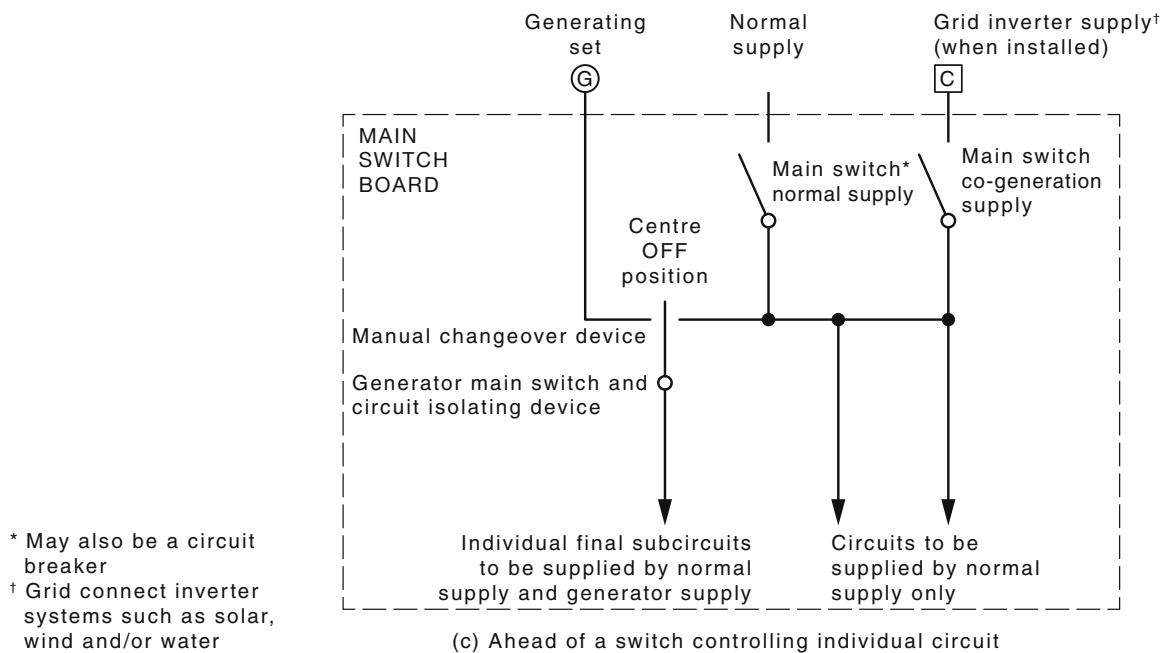 Generating
set
G
Normal
supply
Grid inverter supply†
(when installed)
C
MAIN
SWITCH
BOARD
Main switch*
normal supply
Main switch
co-generation
supply
Centre
OFF
position
Manual changeover device
Generator main switch and
circuit isolating device
Individual final subcircuits
to be supplied by normal
supply and generator supply
Circuits to be
supplied by normal
supply only
* May also be a circuit
breaker
† Grid connect inverter
systems such as solar,
wind and/or water
(c) Ahead of a switch controlling individual circuit